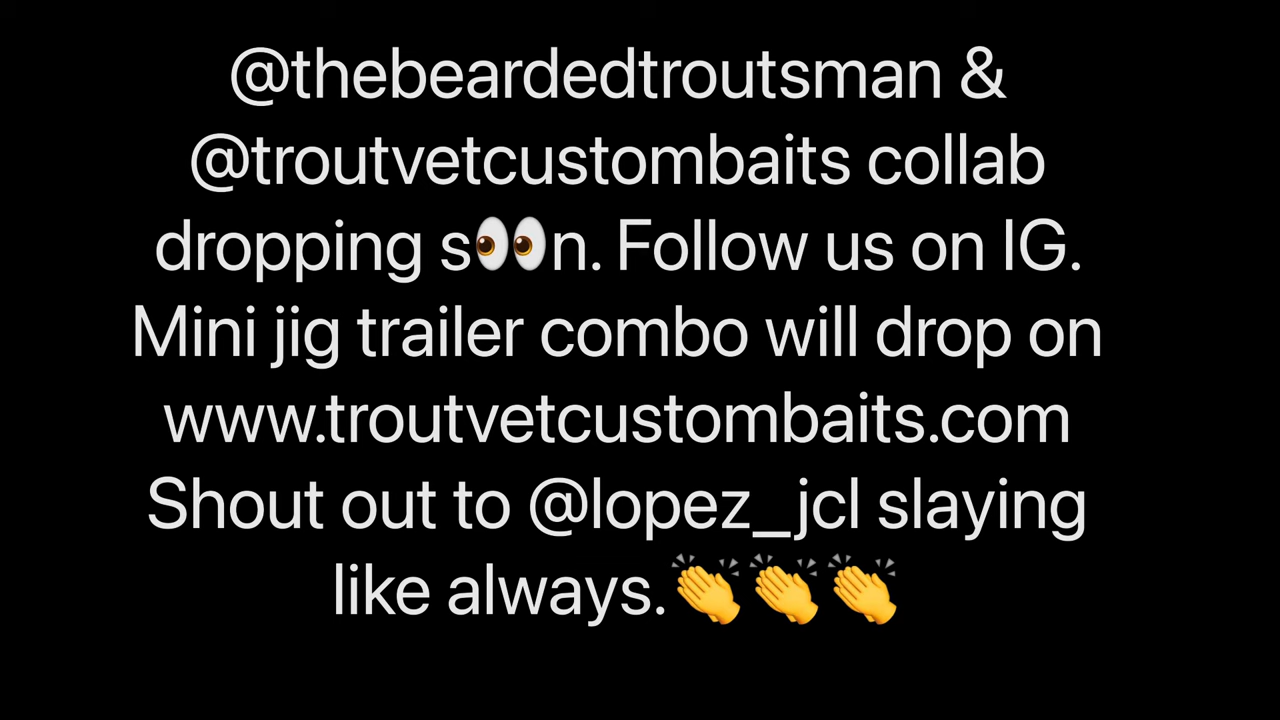 @thebeardedtroutsman &
@troutvetcustombaits collab
dropping s👀n. Follow us on IG.
Mini jig trailer combo will drop on
www.troutvetcustombaits.com
Shout out to @lopez_jcl slaying
like always.👏👏👏